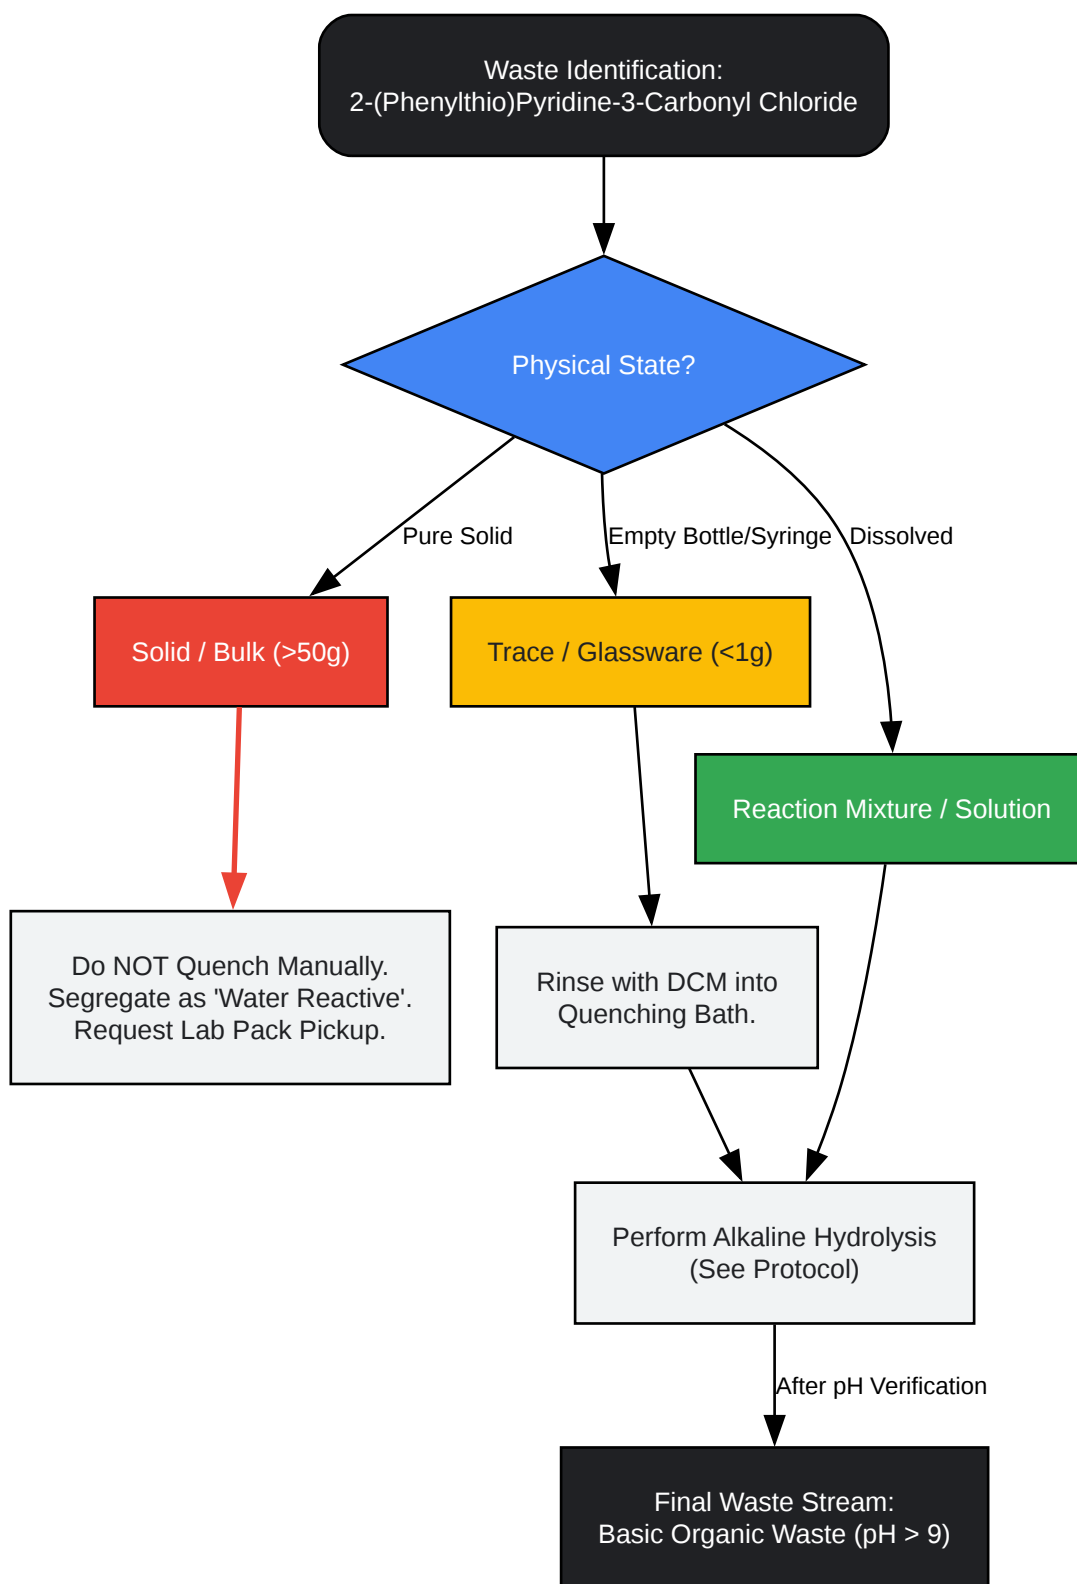 Waste Identification:
2-(Phenylthio)Pyridine-3-Carbonyl Chloride
Physical State?
Pure Solid
Empty Bottle/Syringe
Dissolved
Solid / Bulk (>50g)
Trace / Glassware (<1g)
Reaction Mixture / Solution
Do NOT Quench Manually.
Segregate as 'Water Reactive'.
Request Lab Pack Pickup.
Rinse with DCM into
Quenching Bath.
Perform Alkaline Hydrolysis
(See Protocol)
After pH Verification
Final Waste Stream:
Basic Organic Waste (pH > 9)